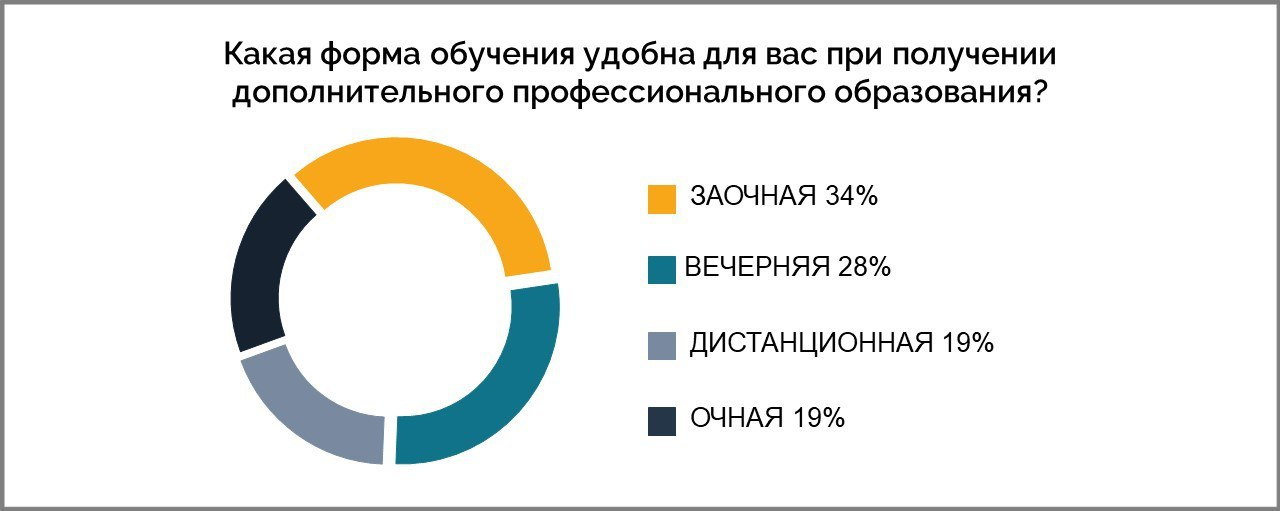 Какая форма обучения удобна для вас при получении
дополнительного профессионального образования?
ЗАОЧНАЯ 34%
ВЕЧЕРНЯЯ 28%
ДИСТАНЦИОННАЯ 19%
ОЧНАЯ 19%